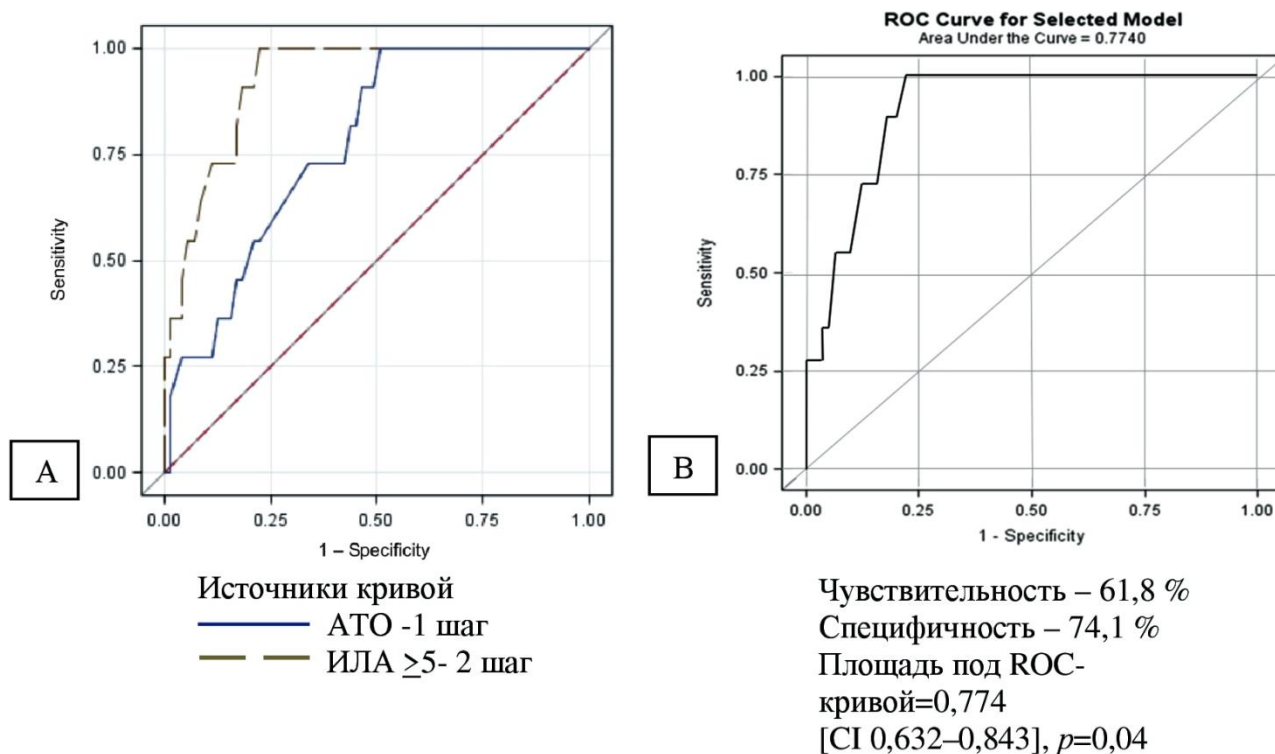 1.00
0.75
0.50
0.25
0.00
Sensitivity
0.00 0.25 0.50 0.75 1.00
1 – Specificity
A
Источники кривой
АТО -1 шаг
ИЛА ≥5- 2 шаг
ROC Curve for Selected Model
Area Under the Curve = 0.7740
1.00
0.75
0.50
0.25
0.00
Sensitivity
0.00 0.25 0.50 0.75 1.00
1 - Specificity
B
Чувствительность – 61,8 %
Специфичность – 74,1 %
Площадь под ROC-
кривой=0,774
[CI 0,632–0,843], p=0,04